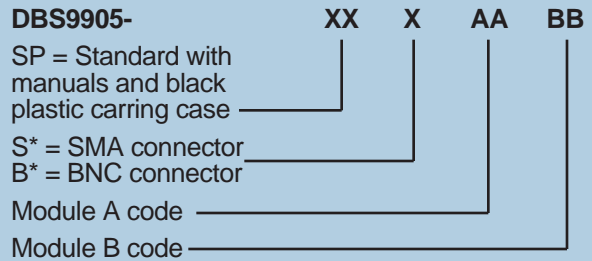 DBS9905- XX X AA BB
SP = Standard with
manuals and black
plastic carring case
S* = SMA connector
B* = BNC connector
Module A code
Module B code